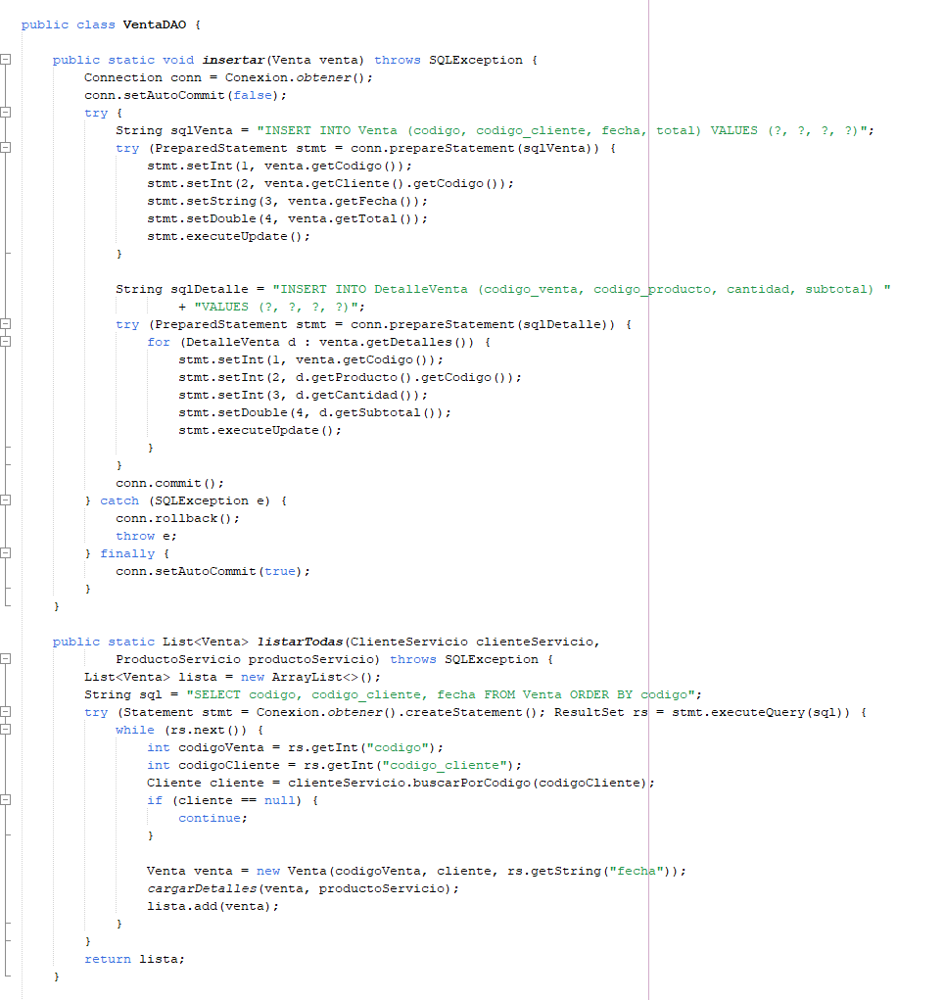 public class VentaDAO {
public static void insertar(Venta venta) throws SQLException {
Connection conn = Conexion.obtener();
conn.setAutoCommit(false);
try {
String sqlVenta = "INSERT INTO Venta (codigo, codigo_cliente, fecha, total) VALUES (?, ?, ?, ?)";
try (PreparedStatement stmt = conn.prepareStatement(sqlVenta)) {
stmt.setInt(1, venta.getCodigo());
stmt.setInt(2, venta.getCliente().getCodigo());
stmt.setString(3, venta.getFecha());
stmt.setDouble(4, venta.getTotal());
stmt.executeUpdate();
}
String sqlDetalle = "INSERT INTO DetalleVenta (codigo_venta, codigo_producto, cantidad, subtotal) "
+ "VALUES (?, ?, ?, ?)";
try (PreparedStatement stmt = conn.prepareStatement(sqlDetalle)) {
for (DetalleVenta d : venta.getDetalles()) {
stmt.setInt(1, venta.getCodigo());
stmt.setInt(2, d.getProducto().getCodigo());
stmt.setInt(3, d.getCantidad());
stmt.setDouble(4, d.getSubtotal());
stmt.executeUpdate();
}
}
conn.commit();
} catch (SQLException e) {
conn.rollback();
throw e;
} finally {
conn.setAutoCommit(true);
}
}
public static List<Venta> listarTodas(ClienteServicio clienteServicio,
ProductoServicio productoServicio) throws SQLException {
List<Venta> lista = new ArrayList<>();
String sql = "SELECT codigo, codigo_cliente, fecha FROM Venta ORDER BY codigo";
try (Statement stmt = Conexion.obtener().createStatement(); ResultSet rs = stmt.executeQuery(sql)) {
while (rs.next()) {
int codigoVenta = rs.getInt("codigo");
int codigoCliente = rs.getInt("codigo_cliente");
Cliente cliente = clienteServicio.buscarPorCodigo(codigoCliente);
if (cliente == null) {
continue;
}
Venta venta = new Venta(codigoVenta, cliente, rs.getString("fecha"));
cargarDetalles(venta, productoServicio);
lista.add(venta);
}
}
return lista;
}